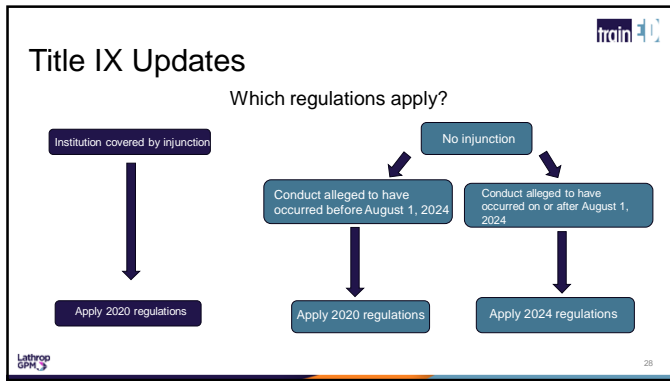 trainED
Title IX Updates
Which regulations apply?
Institution covered by injunction
No injunction
Conduct alleged to have
occurred before August 1, 2024
Conduct alleged to have
occurred on or after August 1,
2024
Apply 2020 regulations
Apply 2020 regulations
Apply 2024 regulations
Lathrop
GPM
28